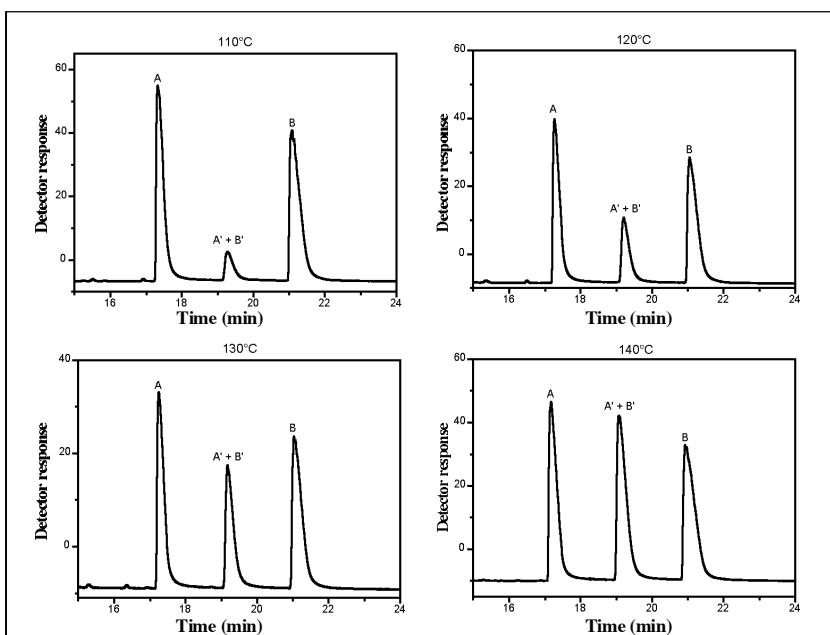 110°C
60
40
20
0
Detector response
A
A' + B'
B
16 18 20 22 24
Time (min)
120°C
60
40
20
0
Detector response
A
A' + B'
B
16 18 20 22 24
Time (min)
130°C
40
20
0
Detector response
A
A' + B'
B
16 18 20 22 24
Time (min)
140°C
60
40
20
0
Detector response
A
A' + B'
B
16 18 20 22 24
Time (min)